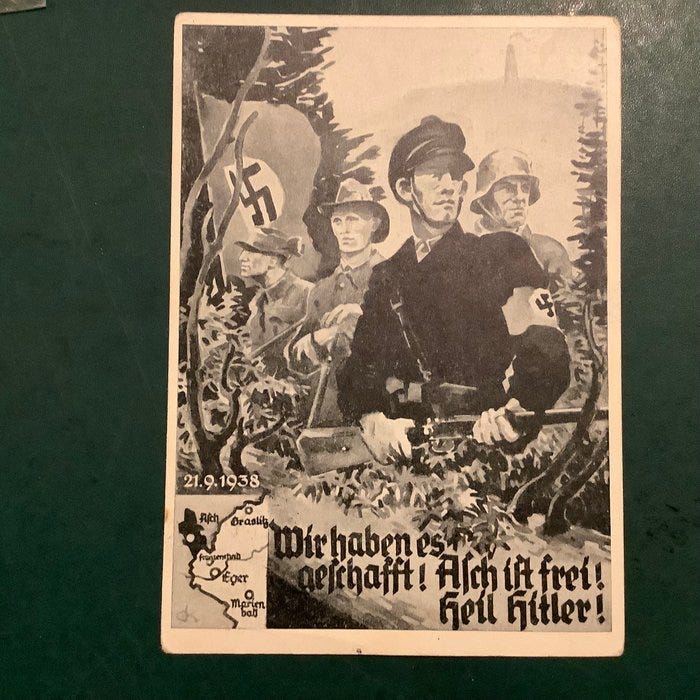 21.9.1938
Asch
Graslitz
Franzensbad
Eger
Marien
bad
Wir haben es
geschafft! Asch ist frei!
Heil Hitler!